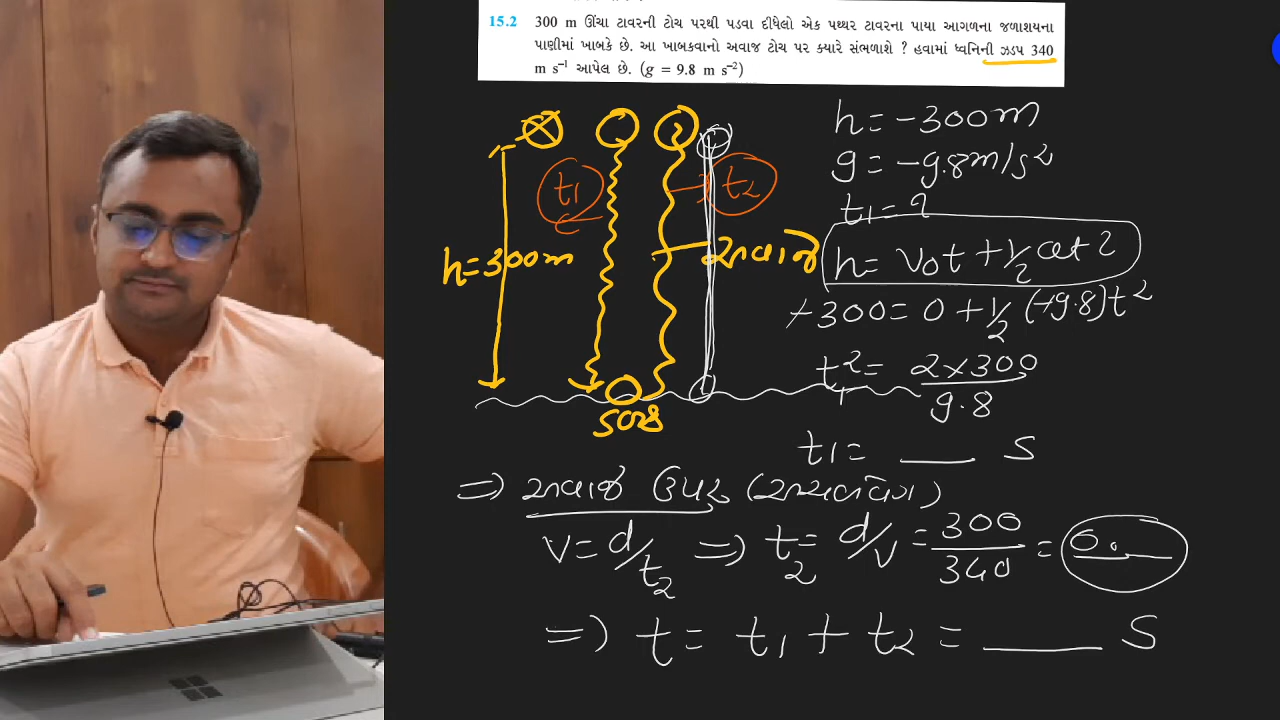 15.2 300 m ઊંચા ટાવરની ટોચ પરથી પડવા દીધેલો એક પથ્થર ટાવરના પાયા આગળના જળાશયના
પાણીમાં ખાબકે છે. આ ખાબકવાનો અવાજ ટોચ પર ક્યારે સંભળાશે ? હવામાં ધ્વનિની ઝડપ 340
m s⁻¹ આપેલ છે. (g = 9.8 m s⁻²)
h = -300m
g = -9.8m/s²
t₁ = ?
h = v₀t + ½at²
-300 = 0 + ½ (-9.8)t²
t₁² = 2×300/9.8
t₁ = ___ s
t₁
t₂
h=300m
અવાજ
⇒ અવાજ ઉપર (અચળવેગ)
v = d/t₂ ⇒ t₂ = d/v = 300/340 = 0.___
⇒ t = t₁ + t₂ = ___ s